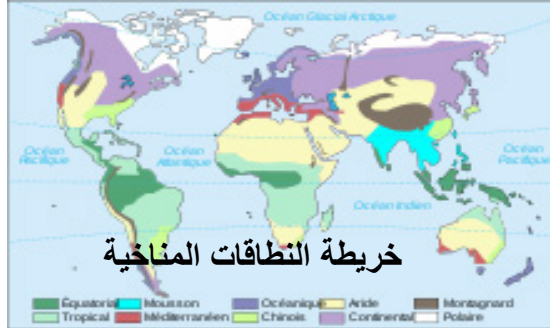 Océan Glacial Arctique
Océan
Pacifique
Océan
Atlantique
Océan
Pacifique
Océan Indien
خريطة النطاقات المناخية
Équatorial
Mousson
Océanique
Aride
Montagnard
Tropical
Méditerranéen
Chinois
Continental
Polaire